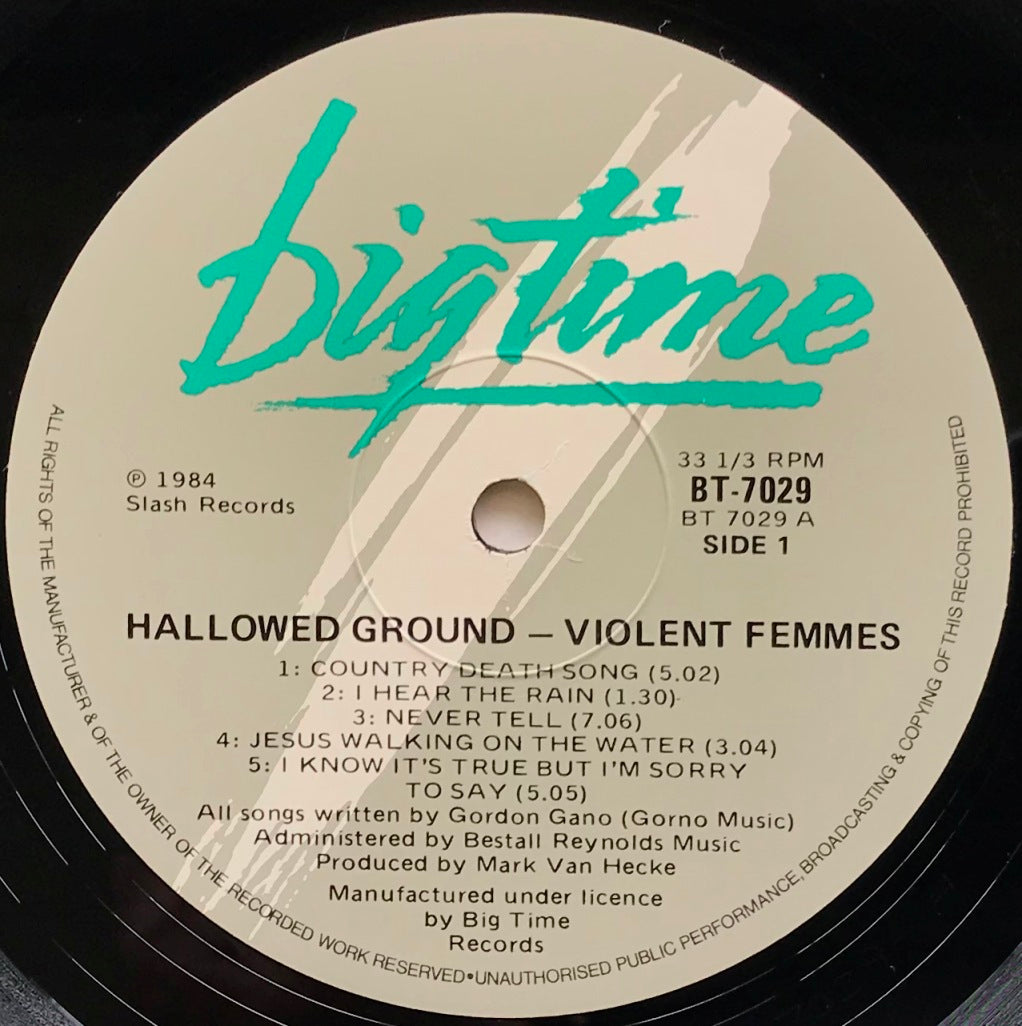 big time
℗ 1984
Slash Records
33 1/3 RPM
BT-7029
BT 7029 A
SIDE 1
HALLOWED GROUND – VIOLENT FEMMES
1: COUNTRY DEATH SONG (5.02)
2: I HEAR THE RAIN (1.30)
3: NEVER TELL (7.06)
4: JESUS WALKING ON THE WATER (3.04)
5: I KNOW IT'S TRUE BUT I'M SORRY
TO SAY (5.05)
All songs written by Gordon Gano (Gorno Music)
Administered by Bestall Reynolds Music
Produced by Mark Van Hecke
Manufactured under licence
by Big Time
Records
ALL RIGHTS OF THE MANUFACTURER & OF THE OWNER OF THE RECORDED WORK RESERVED•UNAUTHORISED PUBLIC PERFORMANCE, BROADCASTING & COPYING OF THIS RECORD PROHIBITED